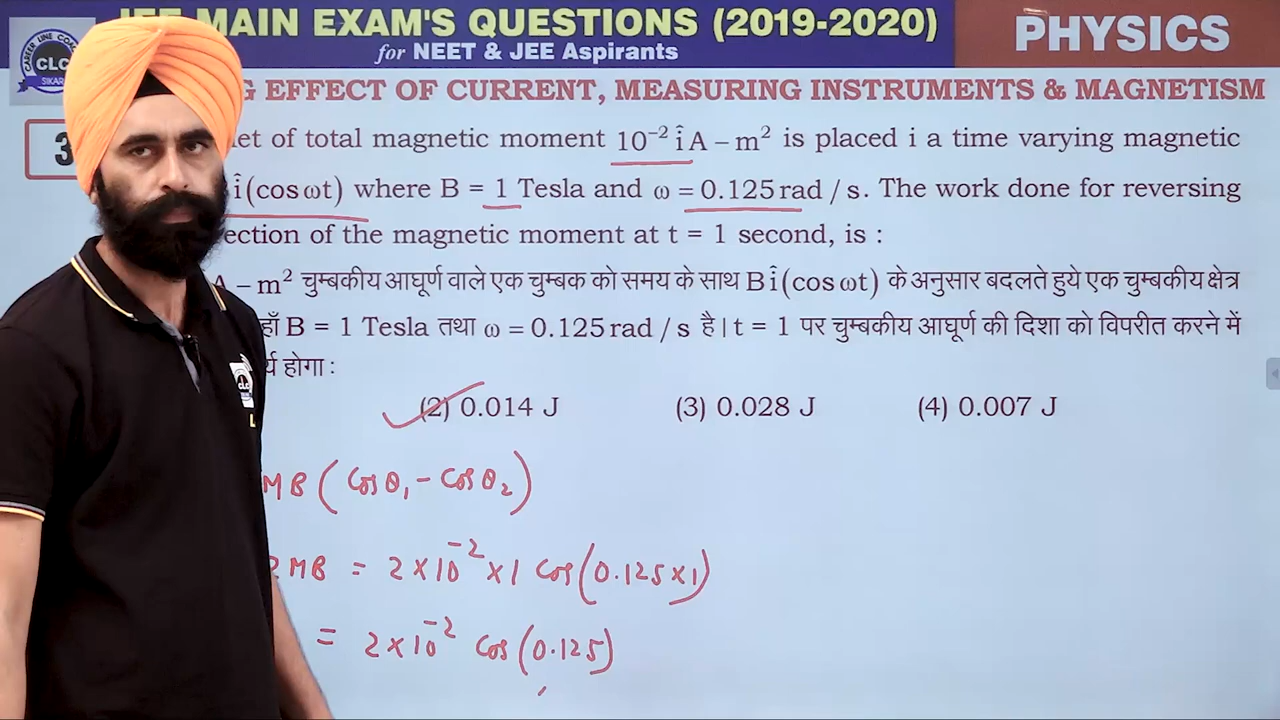 MAIN EXAM'S QUESTIONS (2019-2020)
for NEET & JEE Aspirants
PHYSICS
CLC
SIKAR
EFFECT OF CURRENT, MEASURING INSTRUMENTS & MAGNETISM
3
of total magnetic moment 10⁻² î A – m² is placed i a time varying magnetic
î(cos ωt) where B = 1 Tesla and ω = 0.125 rad / s. The work done for reversing
of the magnetic moment at t = 1 second, is :
A – m² चुम्बकीय आघूर्ण वाले एक चुम्बक को समय के साथ B î(cos ωt) के अनुसार बदलते हुये एक चुम्बकीय क्षेत्र
B = 1 Tesla तथा ω = 0.125 rad / s है। t = 1 पर चुम्बकीय आघूर्ण की दिशा को विपरीत करने में
होगा :
(2) 0.014 J (3) 0.028 J (4) 0.007 J
CLC
MB (cos θ₁ - cos θ₂)
2MB = 2×10⁻² ×1 cos(0.125×1)
= 2×10⁻² cos(0.125)